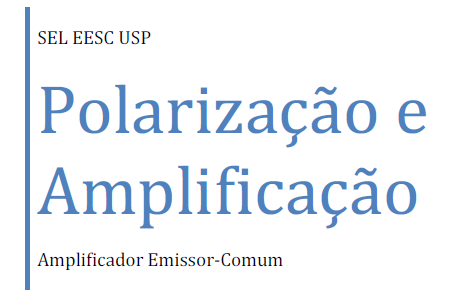 SEL EESC USP
Polarização e
Amplificação
Amplificador Emissor-Comum